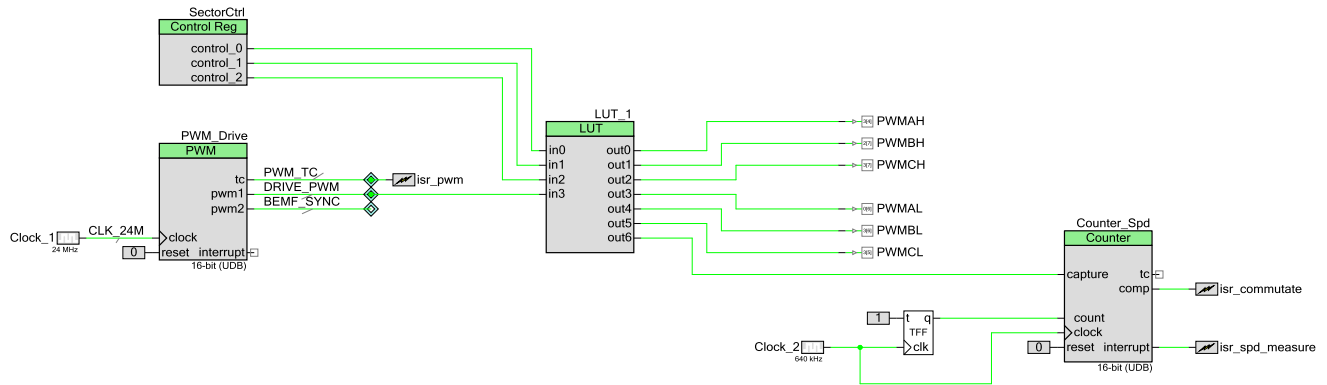 SectorCtrl
Control Reg
control_0
control_1
control_2
PWM_Drive
PWM
tc
pwm1
pwm2
clock
reset interrupt
16-bit (UDB)
PWM_TC
DRIVE_PWM
BEMF_SYNC
isr_pwm
Clock_1
24 MHz
CLK_24M
0
LUT_1
LUT
in0 out0
in1 out1
in2 out2
in3 out3
out4
out5
out6
PWMAH
PWMBH
PWMCH
PWMAL
PWMBL
PWMCL
Counter_Spd
Counter
capture tc
comp
count
clock
reset interrupt
16-bit (UDB)
isr_commutate
isr_spd_measure
1
t q
TFF
clk
Clock_2
640 kHz
0